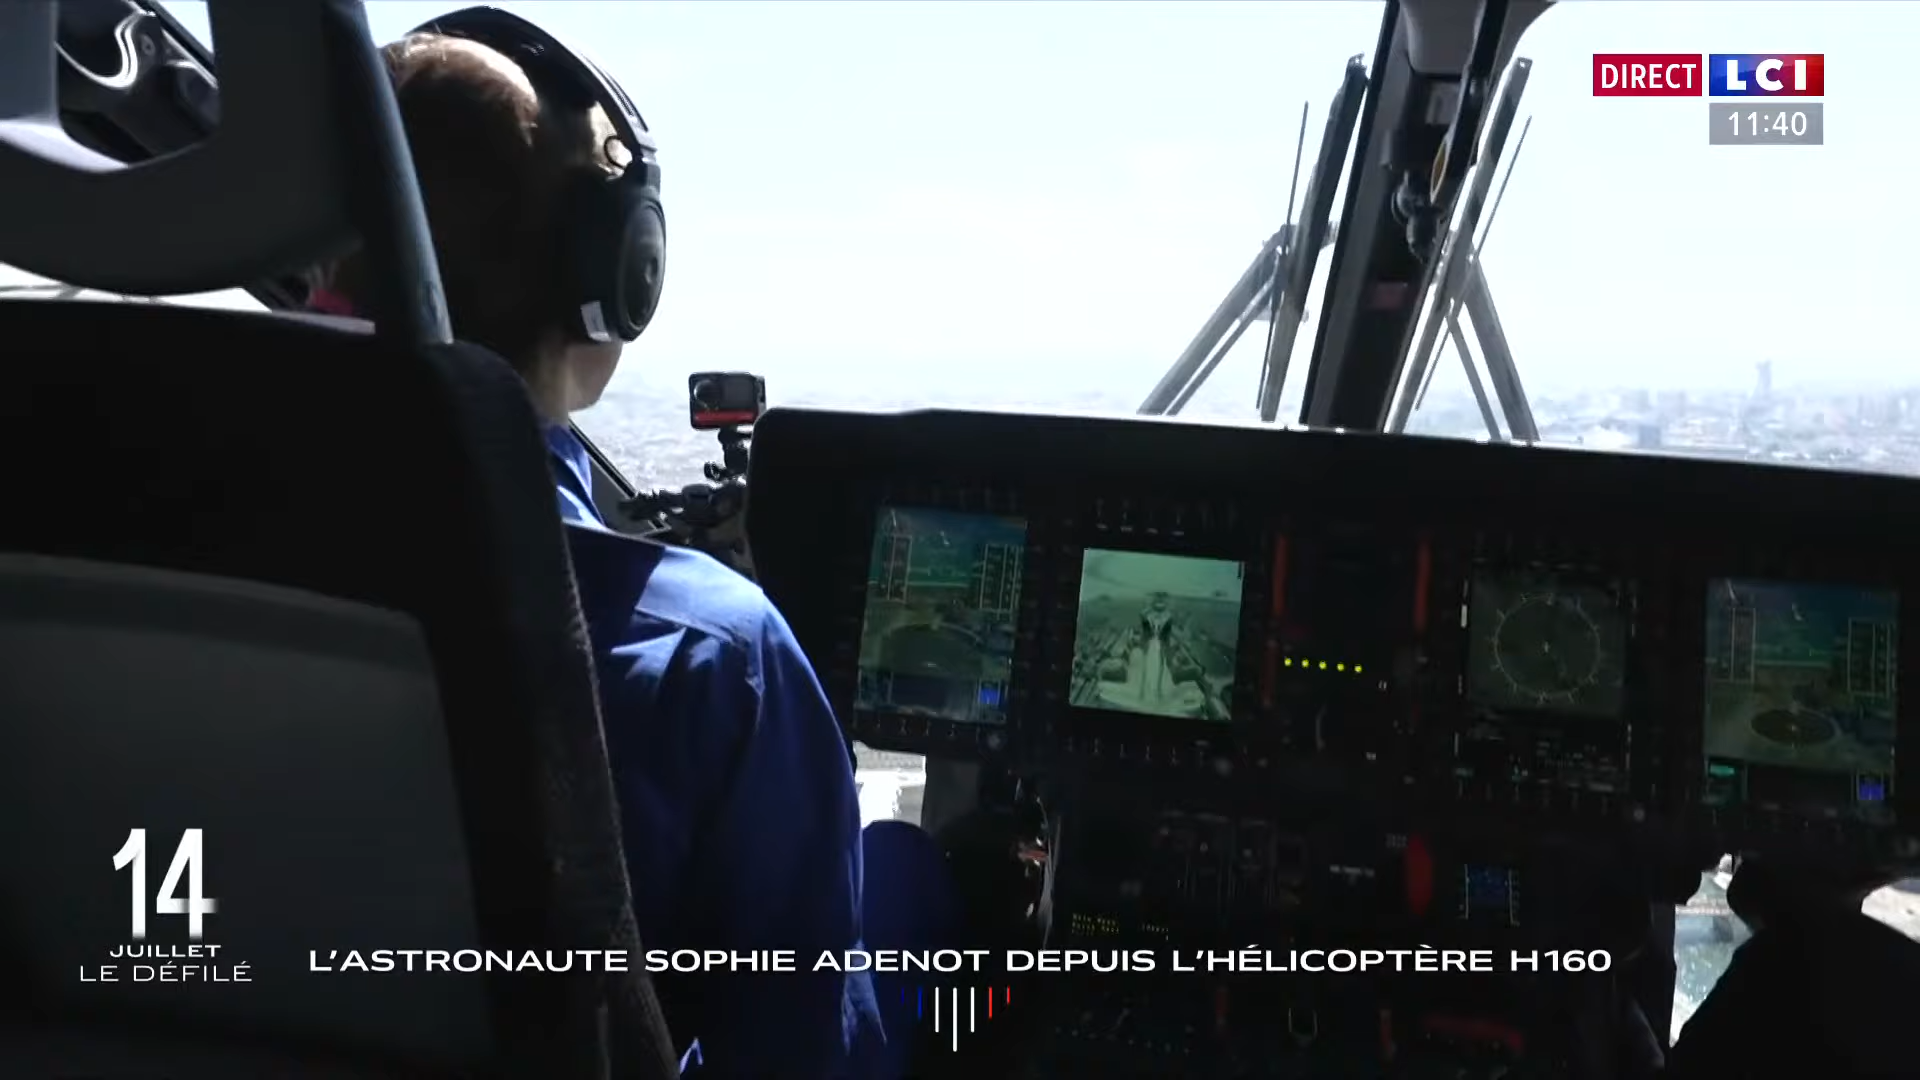 DIRECT LCI
11:40
14
JUILLET
LE DÉFILÉ
L'ASTRONAUTE SOPHIE ADENOT DEPUIS L'HÉLICOPTÈRE H160